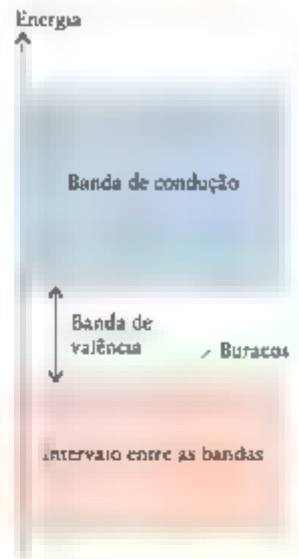 Energia
Banda de condução
Banda de
valência
Buracos
Intervalo entre as bandas